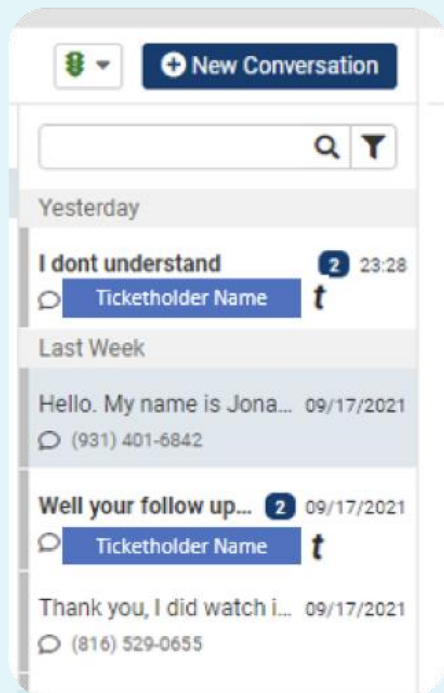 New Conversation
Yesterday
I dont understand 2 23:28
Ticketholder Name t
Last Week
Hello. My name is Jona... 09/17/2021
(931) 401-6842
Well your follow up... 2 09/17/2021
Ticketholder Name t
Thank you, I did watch i... 09/17/2021
(816) 529-0655